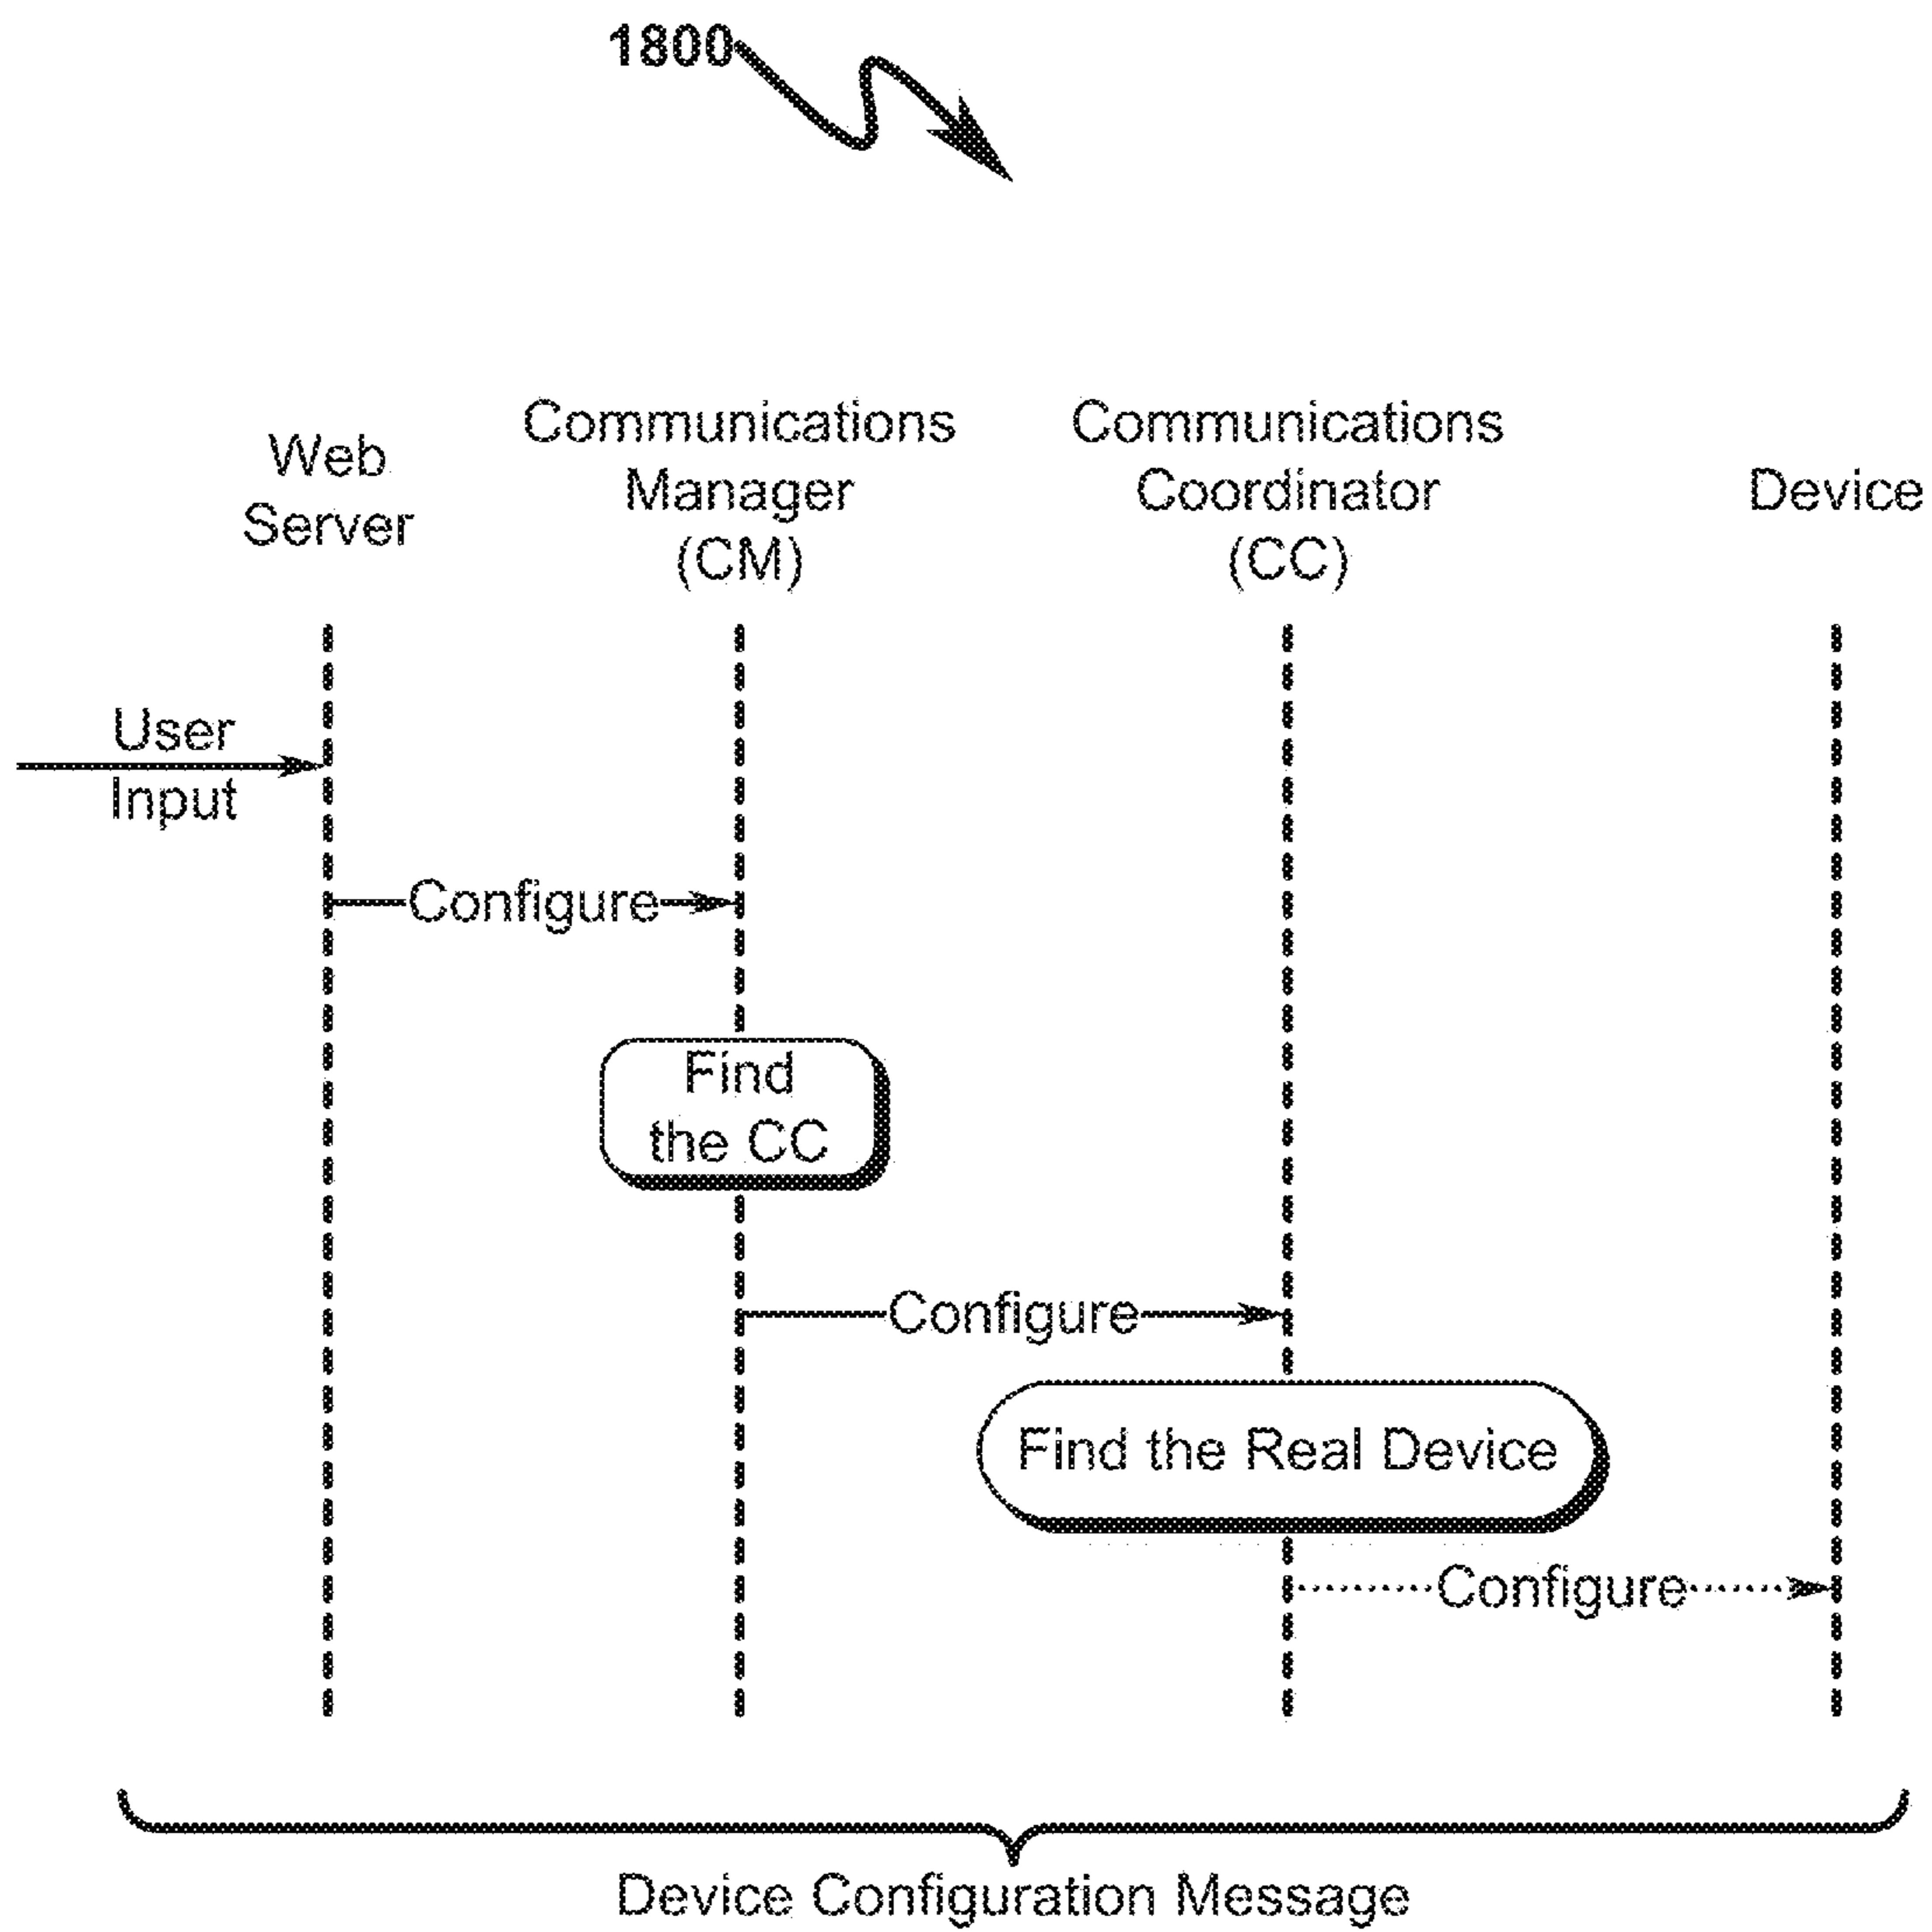 1800
Web
Server
Communications
Manager
(CM)
Communications
Coordinator
(CC)
Device
User
Input
Configure
Find
the CC
Configure
Find the Real Device
Configure
Device Configuration Message